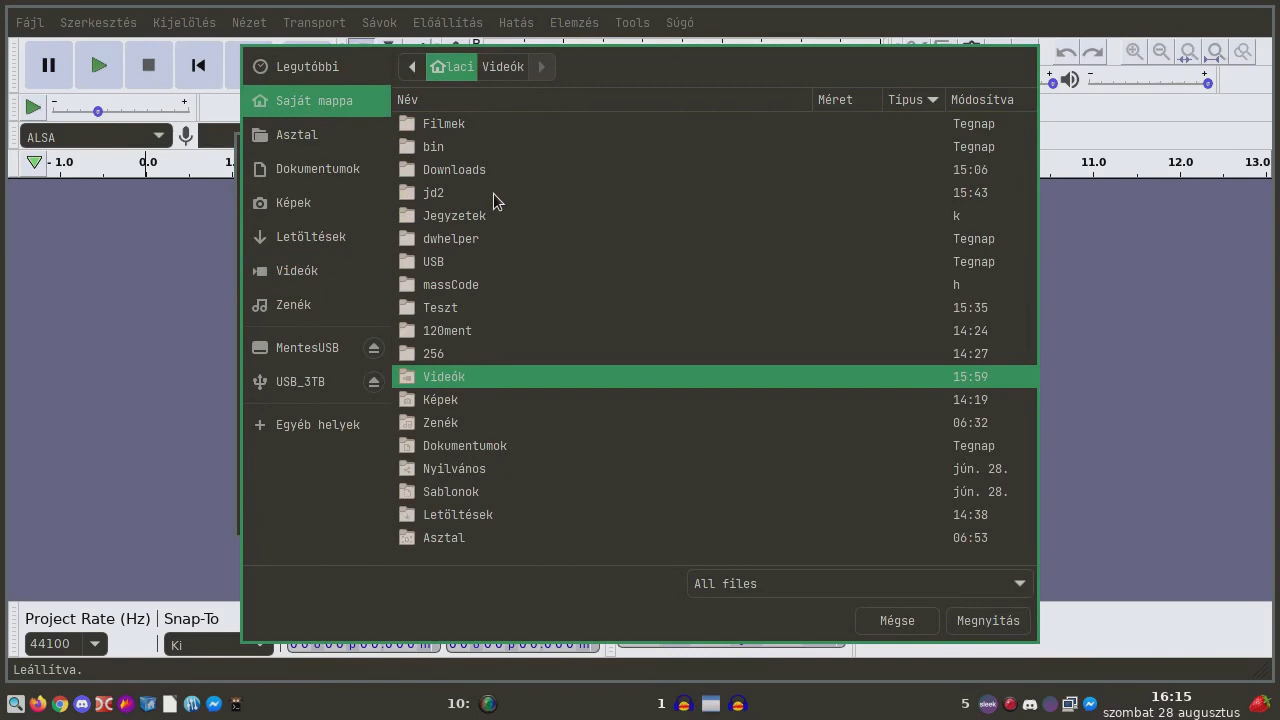 Fájl Szerkesztés Kijelölés Nézet Transport Sávok Előállítás Hatás Elemzés Tools Súgó
Legutóbbi
laci Videók
Saját mappa
Asztal
Dokumentumok
Képek
Letöltések
Videók
Zenék
MentesUSB
USB_3TB
Egyéb helyek
Név Méret Típus Módosítva
Filmek Tegnap
bin Tegnap
Downloads 15:06
jd2 15:43
Jegyzetek k
dwhelper Tegnap
USB Tegnap
massCode h
Teszt 15:35
120ment 14:24
256 14:27
Videók 15:59
Képek 14:19
Zenék 06:32
Dokumentumok Tegnap
Nyilvános jún. 28.
Sablonok jún. 28.
Letöltések 14:38
Asztal 06:53
All files
Mégse Megnyitás
ALSA
- 1.0 0.0 11.0 12.0 13.0
Project Rate (Hz) Snap-To
44100 Ki
Leállítva.
10: 1 5 sleek 16:15
szombat 28 augusztus